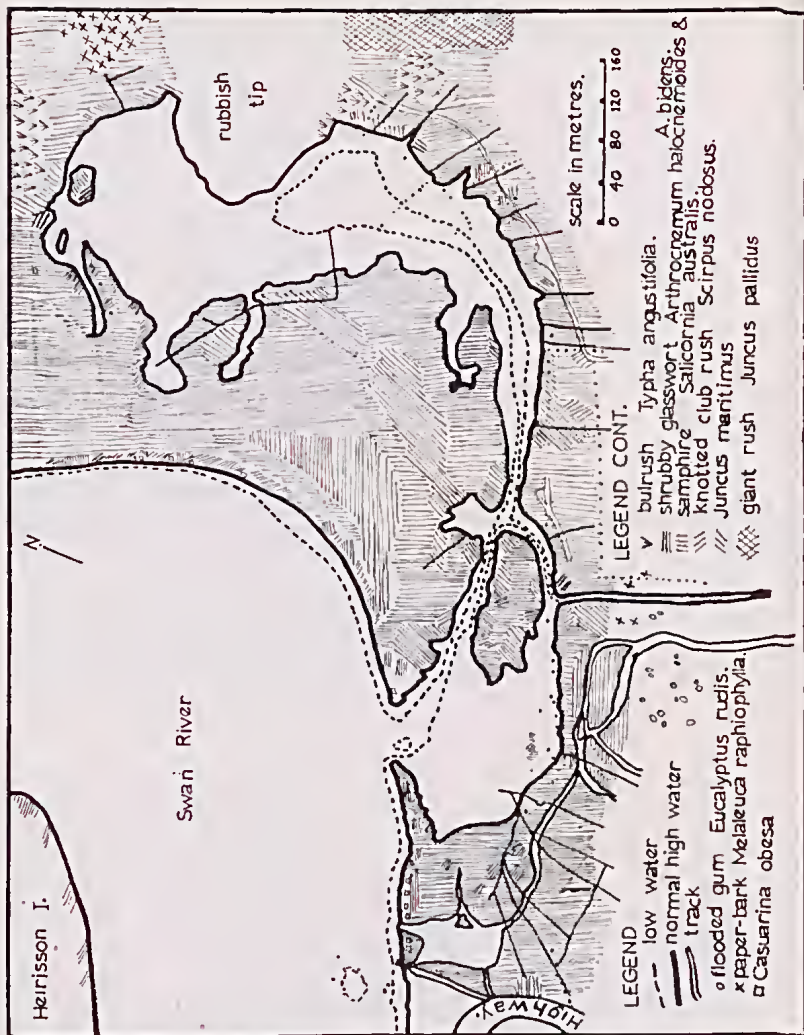 Heirisson I.
Swan River
N
rubbish
tip
Highway.
scale in metres.
0 40 80 120 160
LEGEND
low water
normal high water
track
flooded gum Eucalyptus rudis.
paper-bark Melaleuca raphiophylla.
Casuarina obesa
LEGEND CONT.
bulrush Typha angustifolia.
shrubby glasswort Arthrocnemum halocnemoides &
A. bidens.
samphire Salicornia australis.
knotted club rush Scirpus nodosus.
Juncus maritimus
giant rush Juncus pallidus